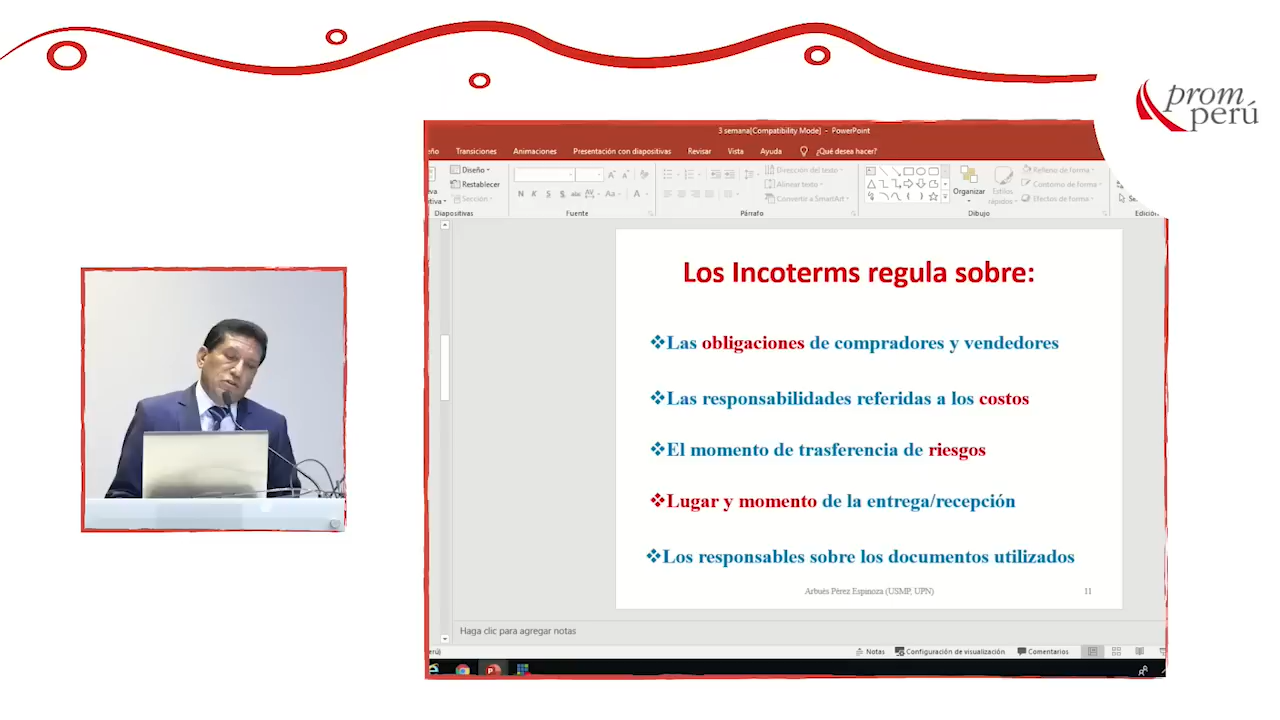 prom
perú
3 semana[Compatibility Mode] - PowerPoint
ño Transiciones Animaciones Presentación con diapositivas Revisar Vista Ayuda ¿Qué desea hacer?
Diseño
Restablecer
Sección
Diapositivas
N K S S abc AV Aa A
Fuente
Dirección del texto
Alinear texto
Convertir a SmartArt
Párrafo
Organizar
Estilos
rápidos
Relleno de forma
Contorno de forma
Efectos de forma
Dibujo
Edición
Los Incoterms regula sobre:
❖Las obligaciones de compradores y vendedores
❖Las responsabilidades referidas a los costos
❖El momento de trasferencia de riesgos
❖Lugar y momento de la entrega/recepción
❖Los responsables sobre los documentos utilizados
Arbués Pérez Espinoza (USMP, UPN) 11
Haga clic para agregar notas
Notas Configuración de visualización Comentarios